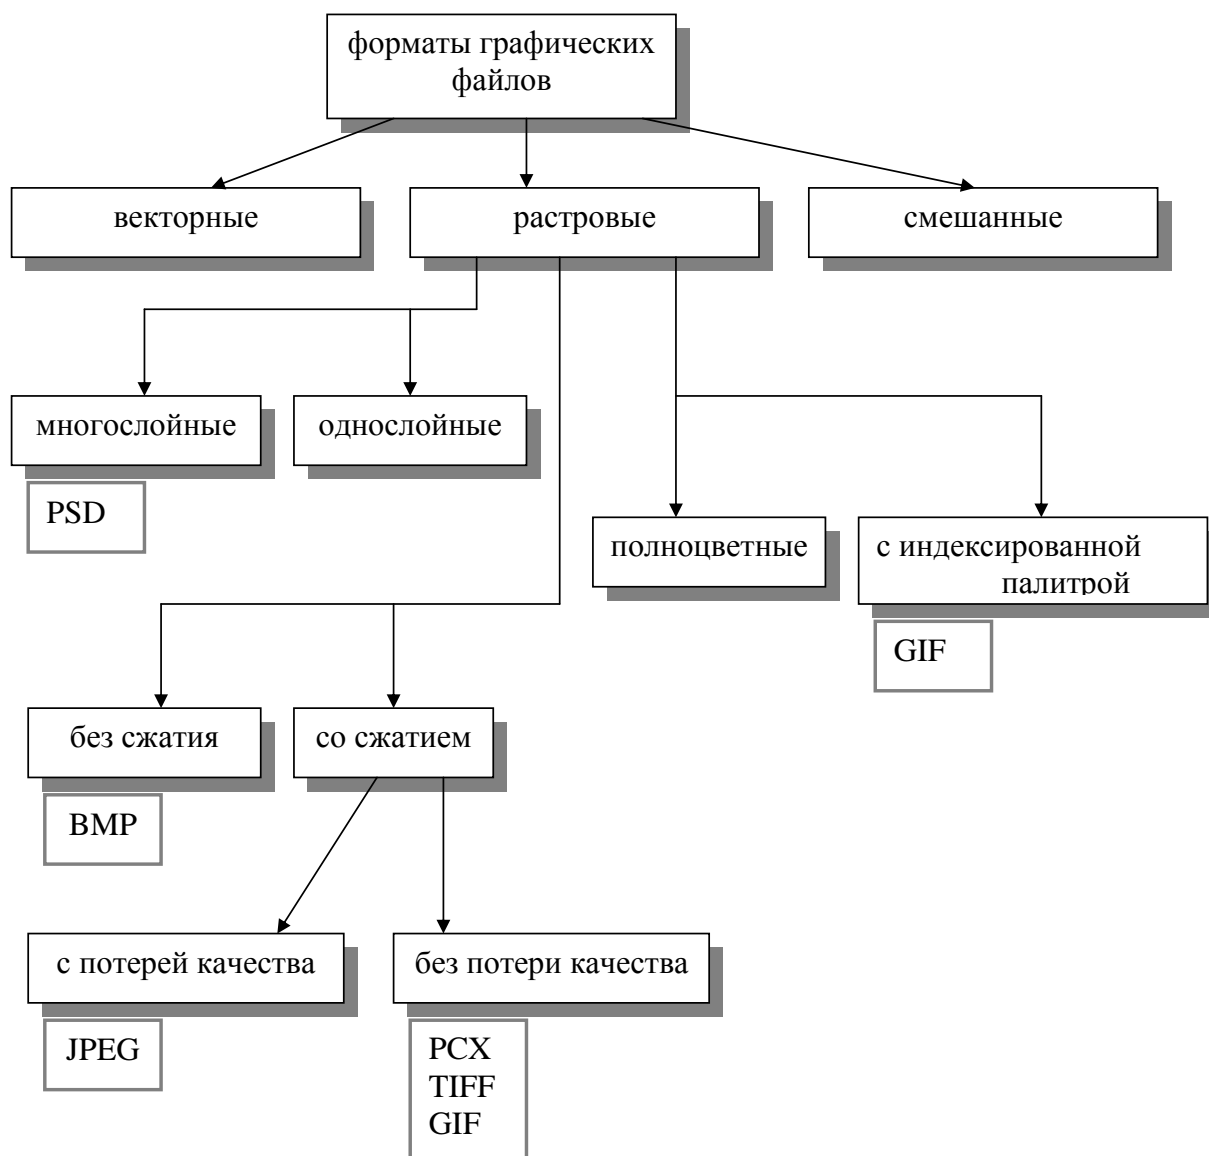 форматы графических
файлов
векторные
растровые
смешанные
многослойные
однослойные
PSD
полноцветные
с индексированной
палитрой
GIF
без сжатия
со сжатием
BMP
с потерей качества
без потери качества
JPEG
PCX
TIFF
GIF